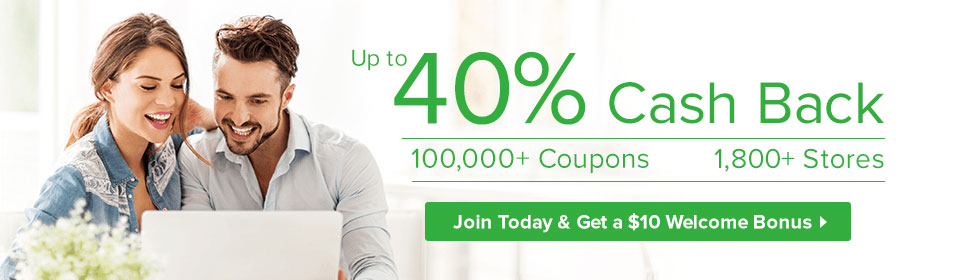 Up to 40% Cash Back
100,000+ Coupons 1,800+ Stores
Join Today & Get a $10 Welcome Bonus